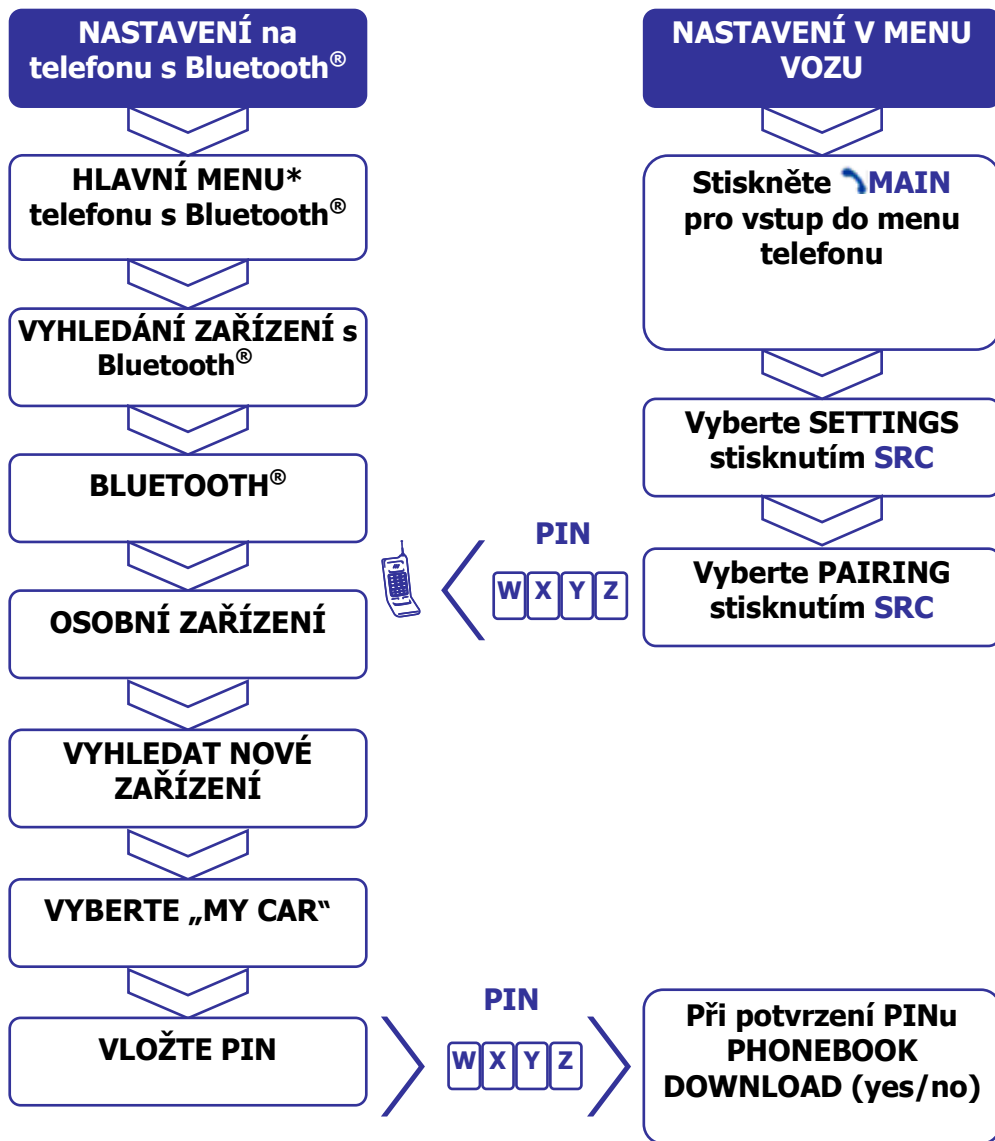 NASTAVENÍ na
telefonu s Bluetooth®
HLAVNÍ MENU*
telefonu s Bluetooth®
VYHLEDÁNÍ ZAŘÍZENÍ s
Bluetooth®
BLUETOOTH®
OSOBNÍ ZAŘÍZENÍ
VYHLEDAT NOVÉ
ZAŘÍZENÍ
VYBERTE „MY CAR“
VLOŽTE PIN
NASTAVENÍ V MENU
VOZU
Stiskněte MAIN
pro vstup do menu
telefonu
Vyberte SETTINGS
stisknutím SRC
Vyberte PAIRING
stisknutím SRC
PIN
W X Y Z
PIN
W X Y Z
Při potvrzení PINu
PHONEBOOK
DOWNLOAD (yes/no)